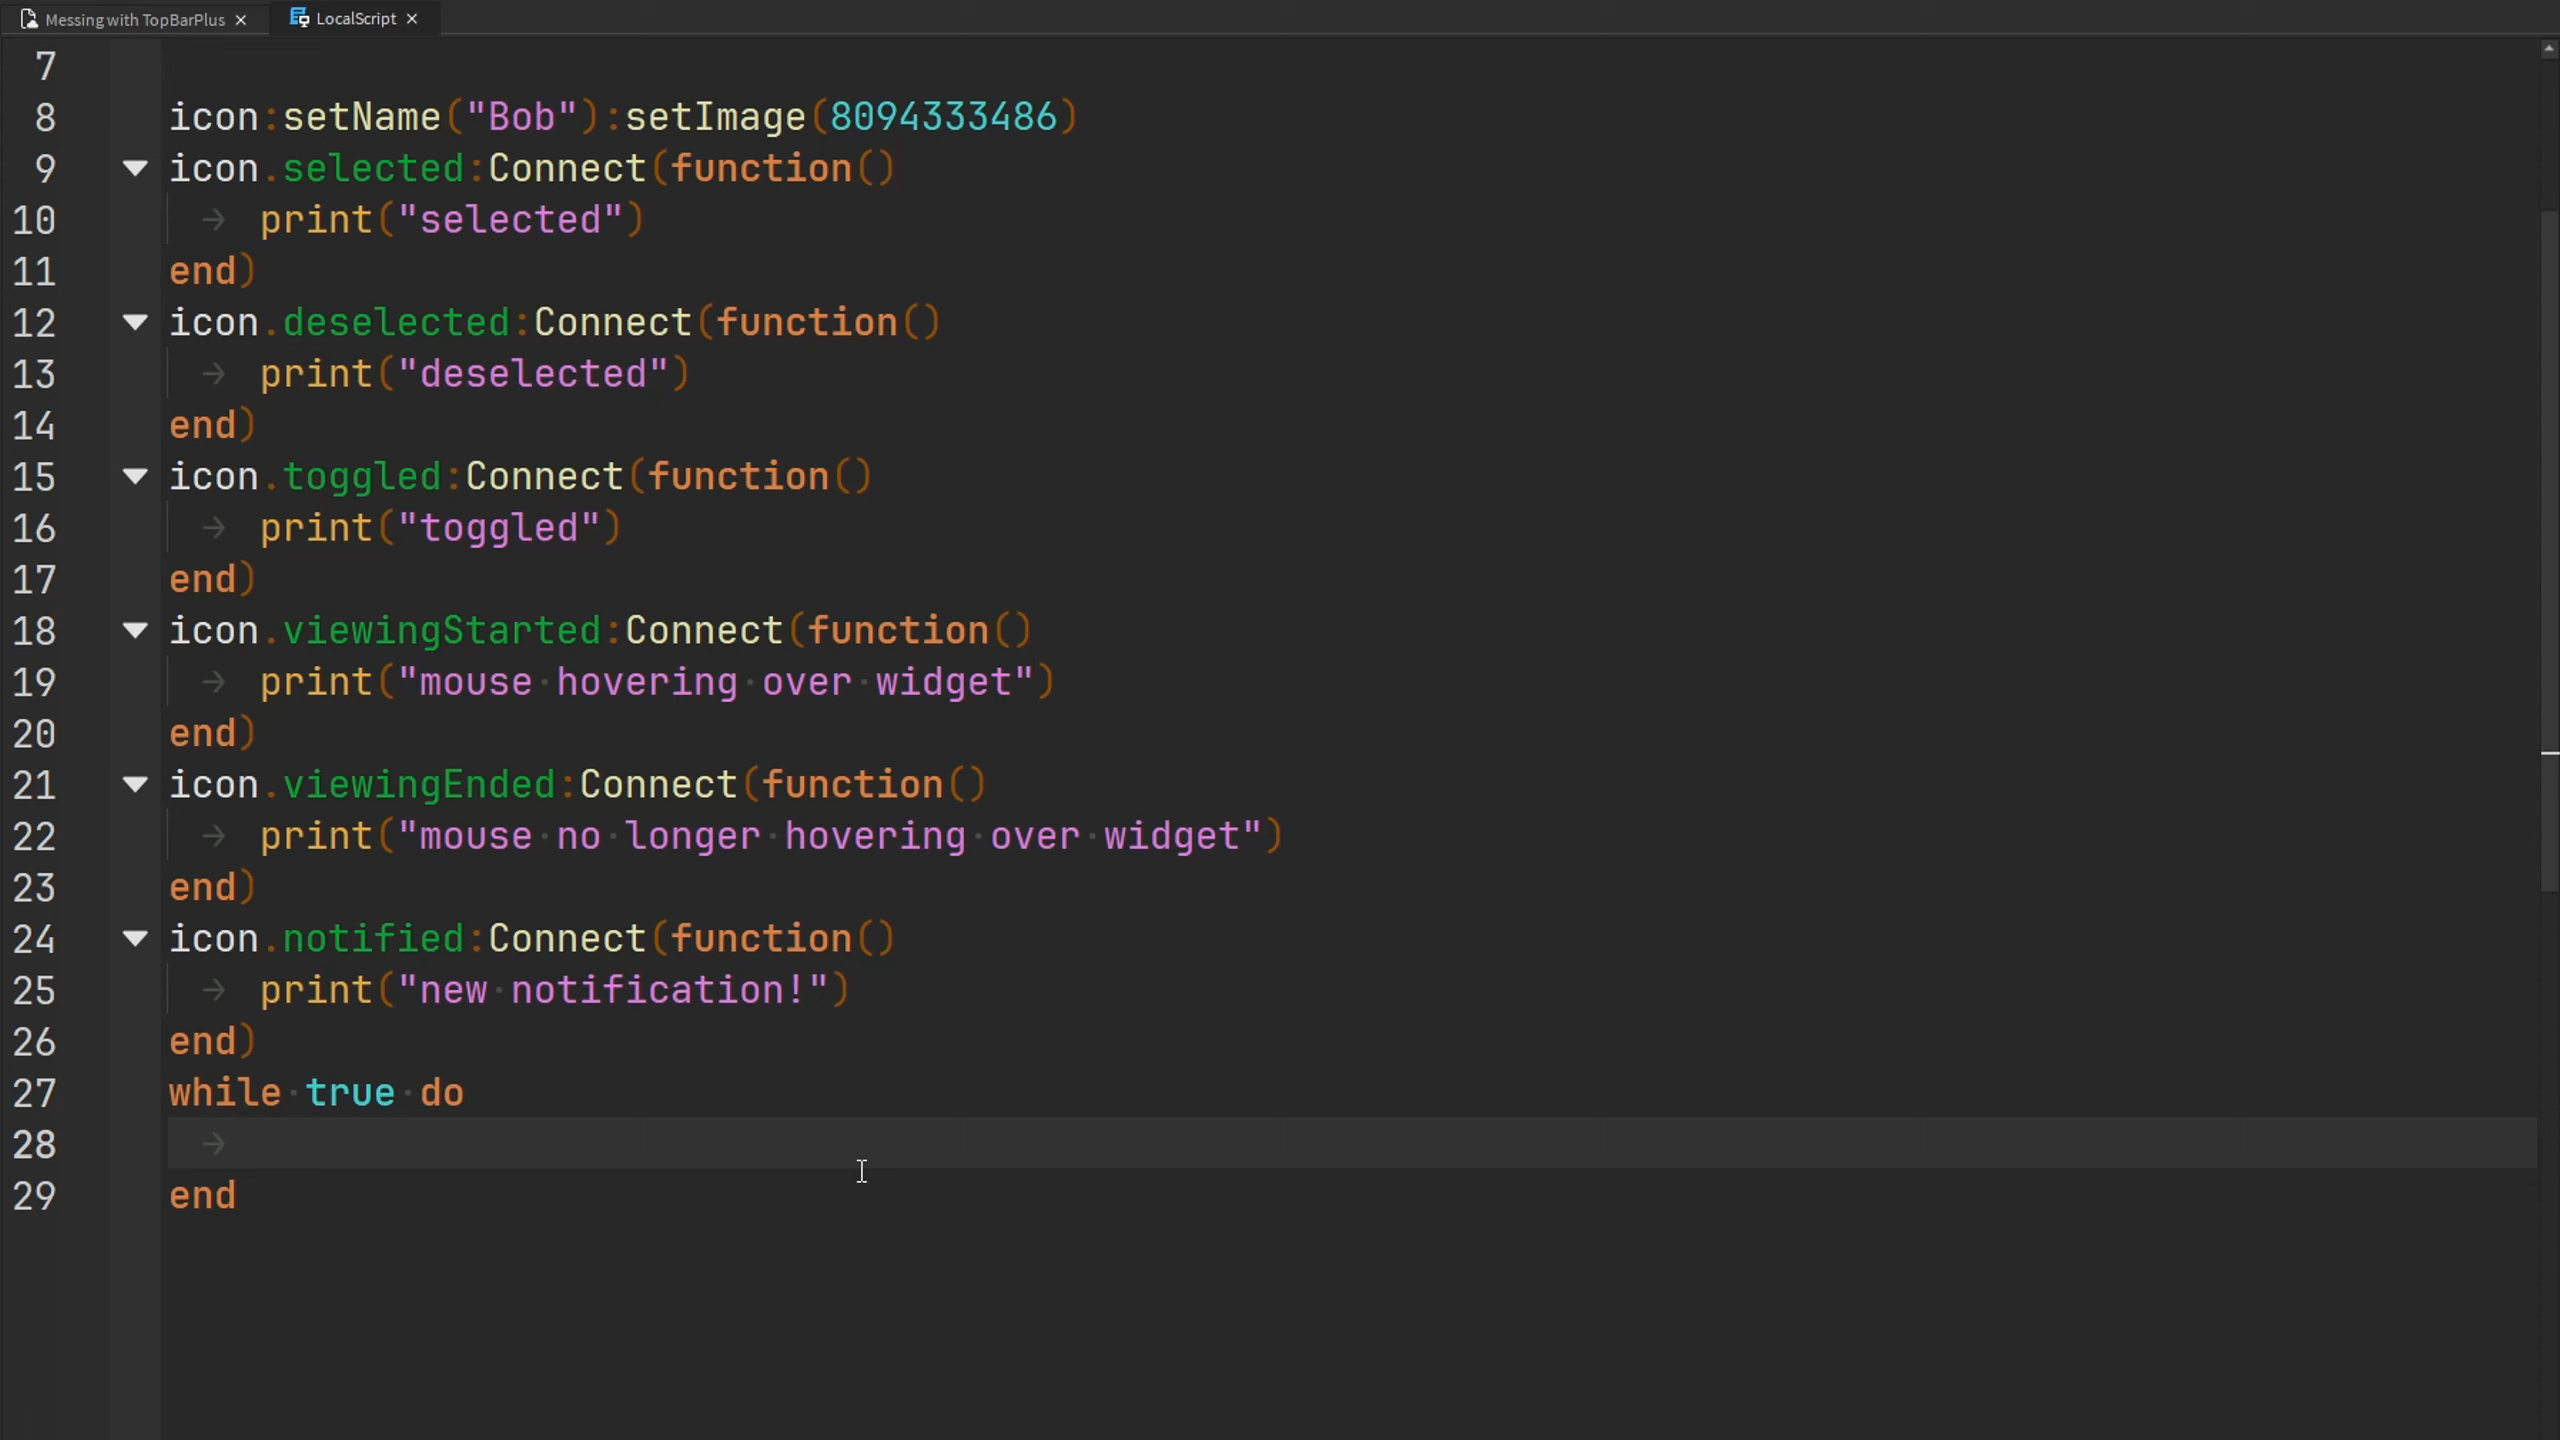 Messing with TopBarPlus × LocalScript ×
7
8 icon:setName("Bob"):setImage(8094333486)
9 icon.selected:Connect(function()
10 print("selected")
11 end)
12 icon.deselected:Connect(function()
13 print("deselected")
14 end)
15 icon.toggled:Connect(function()
16 print("toggled")
17 end)
18 icon.viewingStarted:Connect(function()
19 print("mouse hovering over widget")
20 end)
21 icon.viewingEnded:Connect(function()
22 print("mouse no longer hovering over widget")
23 end)
24 icon.notified:Connect(function()
25 print("new notification!")
26 end)
27 while true do
28
29 end